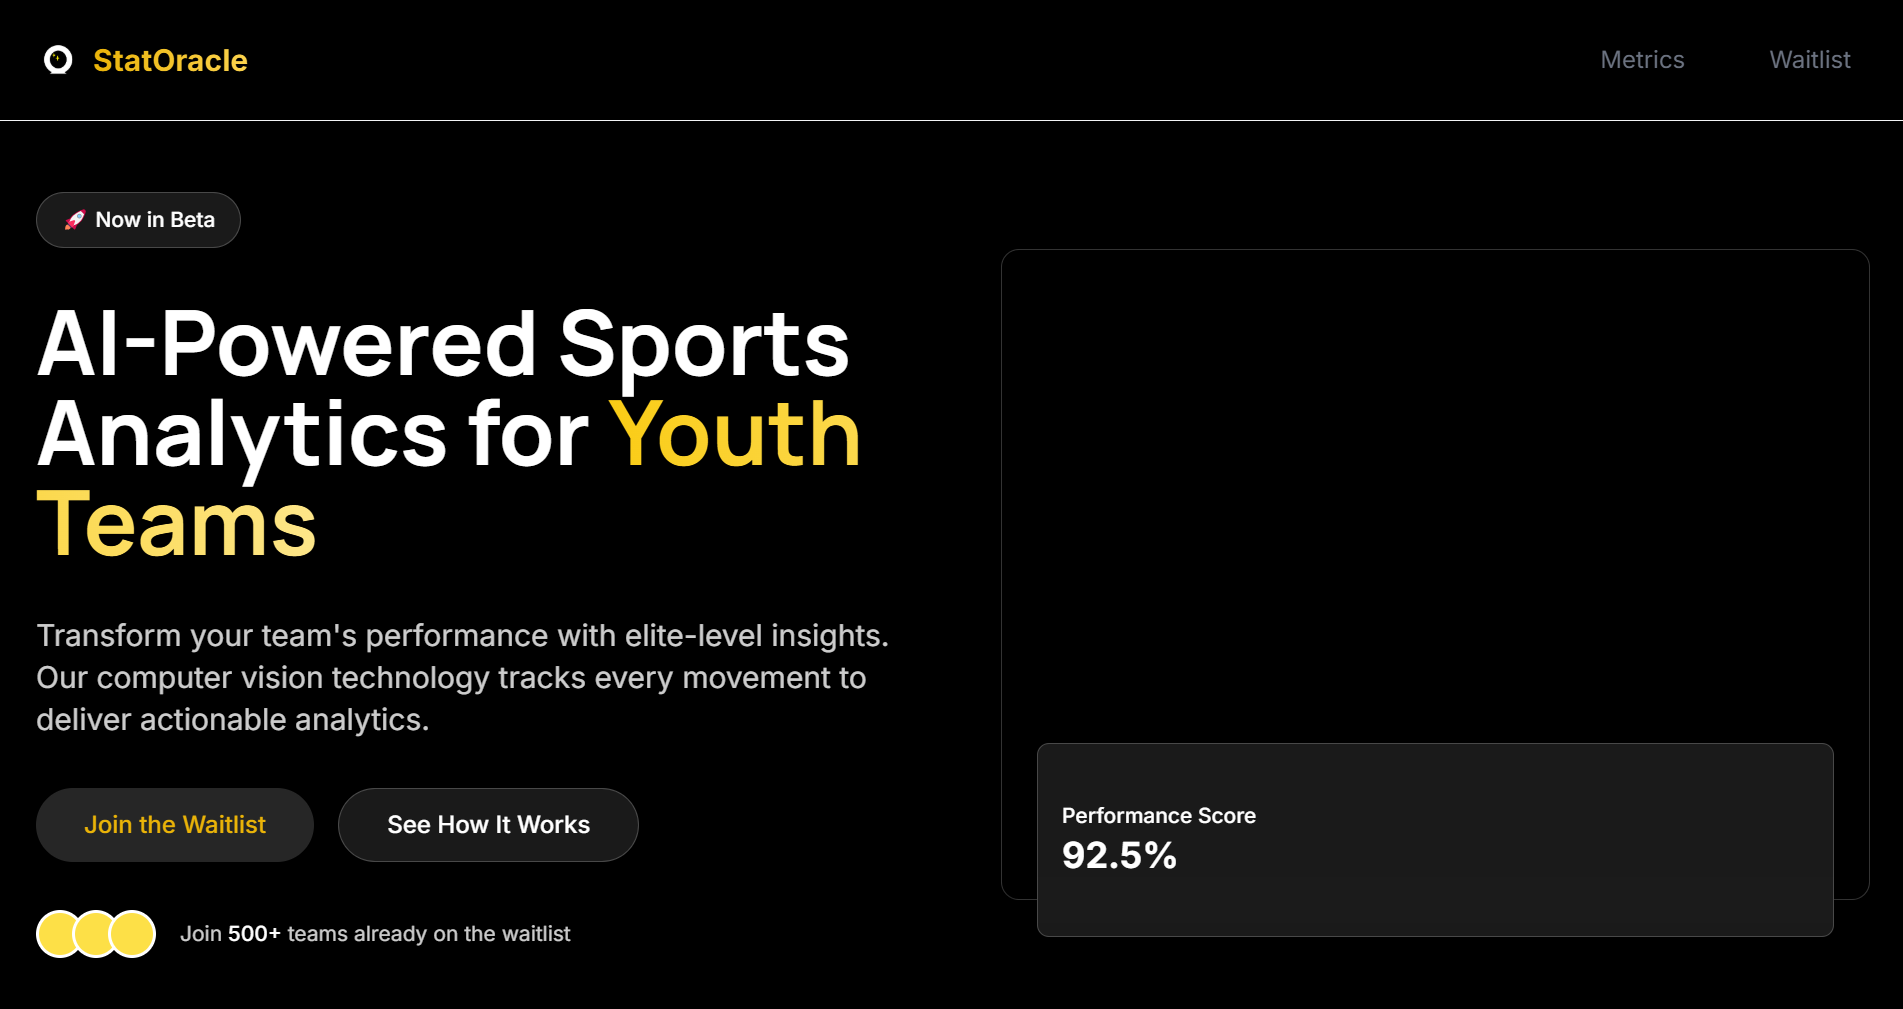 StatOracle
Metrics
Waitlist
🚀 Now in Beta
AI-Powered Sports
Analytics for Youth
Teams
Transform your team's performance with elite-level insights.
Our computer vision technology tracks every movement to
deliver actionable analytics.
Join the Waitlist
See How It Works
Join 500+ teams already on the waitlist
Performance Score
92.5%